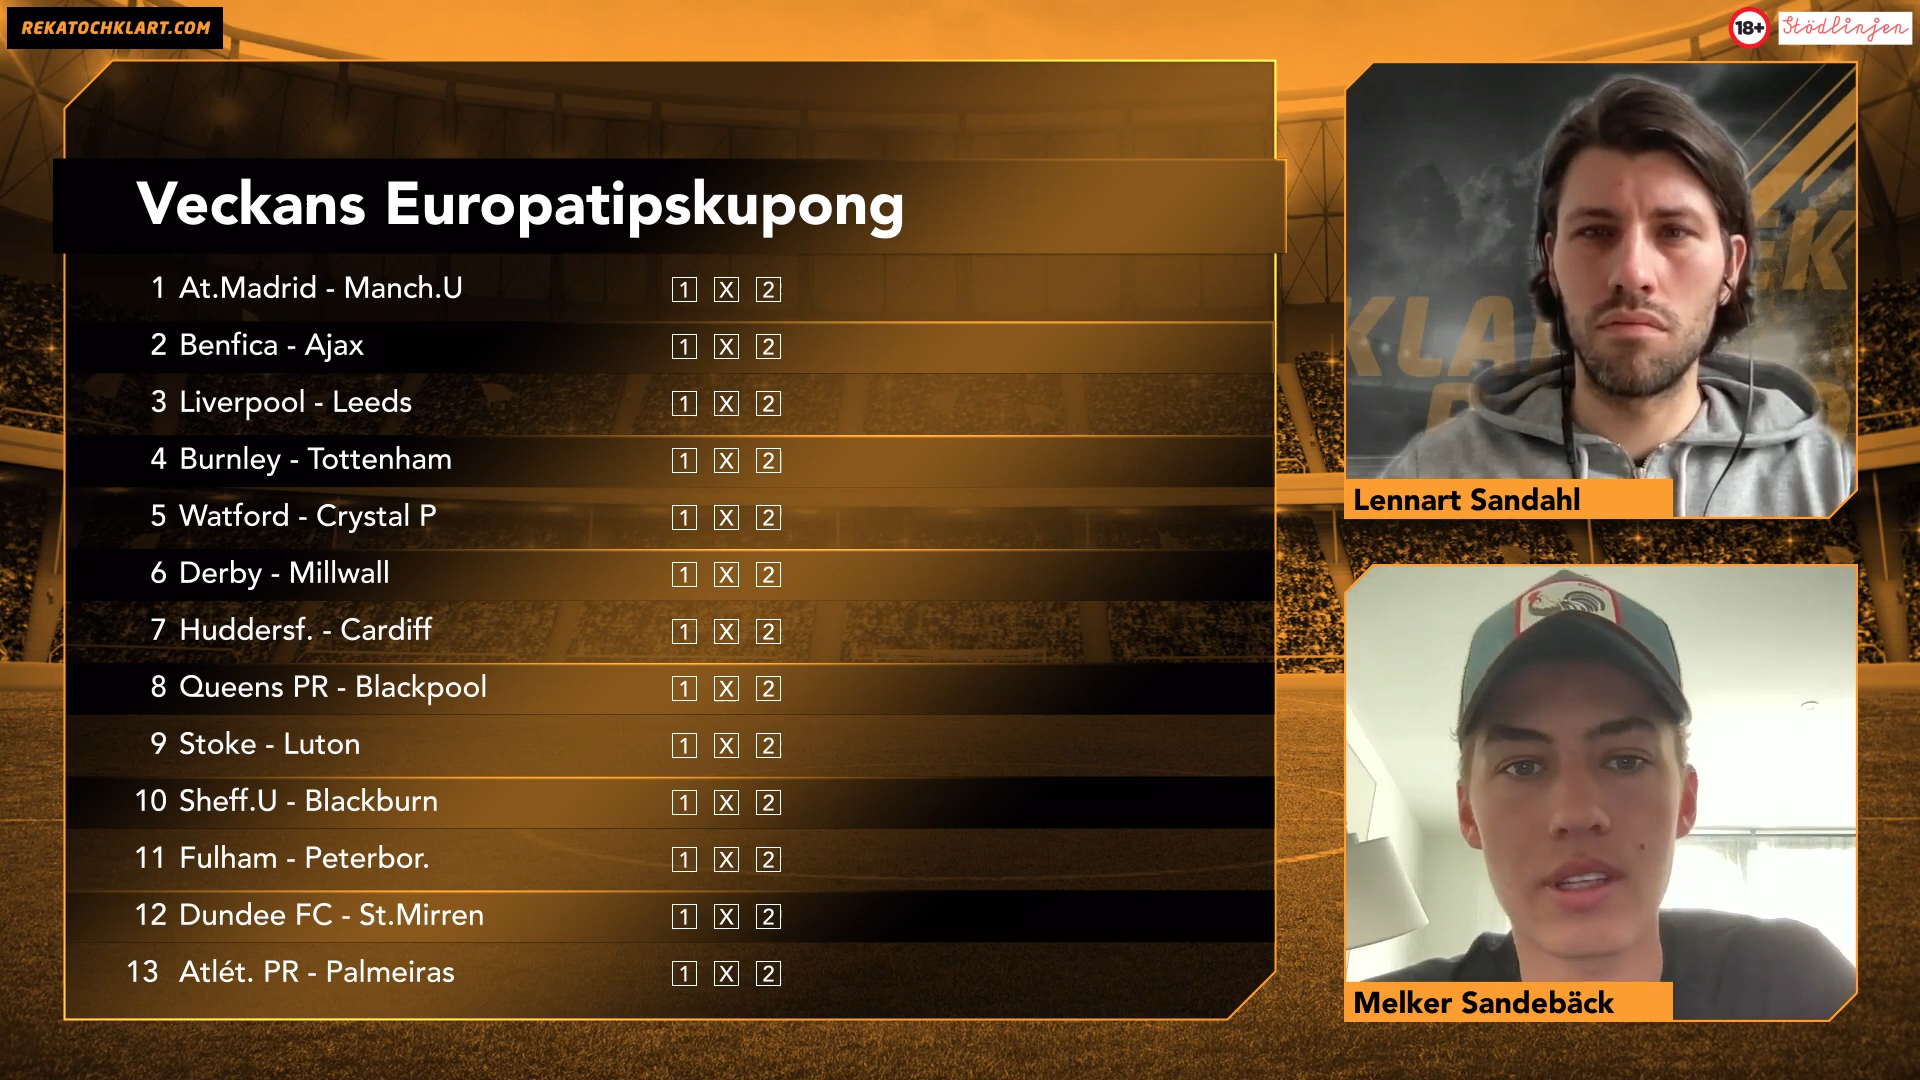 REKATOCHKLART.COM
18+ Stödlinjen
Veckans Europatipskupong
1 At.Madrid - Manch.U 1 X 2
2 Benfica - Ajax 1 X 2
3 Liverpool - Leeds 1 X 2
4 Burnley - Tottenham 1 X 2
5 Watford - Crystal P 1 X 2
6 Derby - Millwall 1 X 2
7 Huddersf. - Cardiff 1 X 2
8 Queens PR - Blackpool 1 X 2
9 Stoke - Luton 1 X 2
10 Sheff.U - Blackburn 1 X 2
11 Fulham - Peterbor. 1 X 2
12 Dundee FC - St.Mirren 1 X 2
13 Atlét. PR - Palmeiras 1 X 2
Lennart Sandahl
Melker Sandebäck